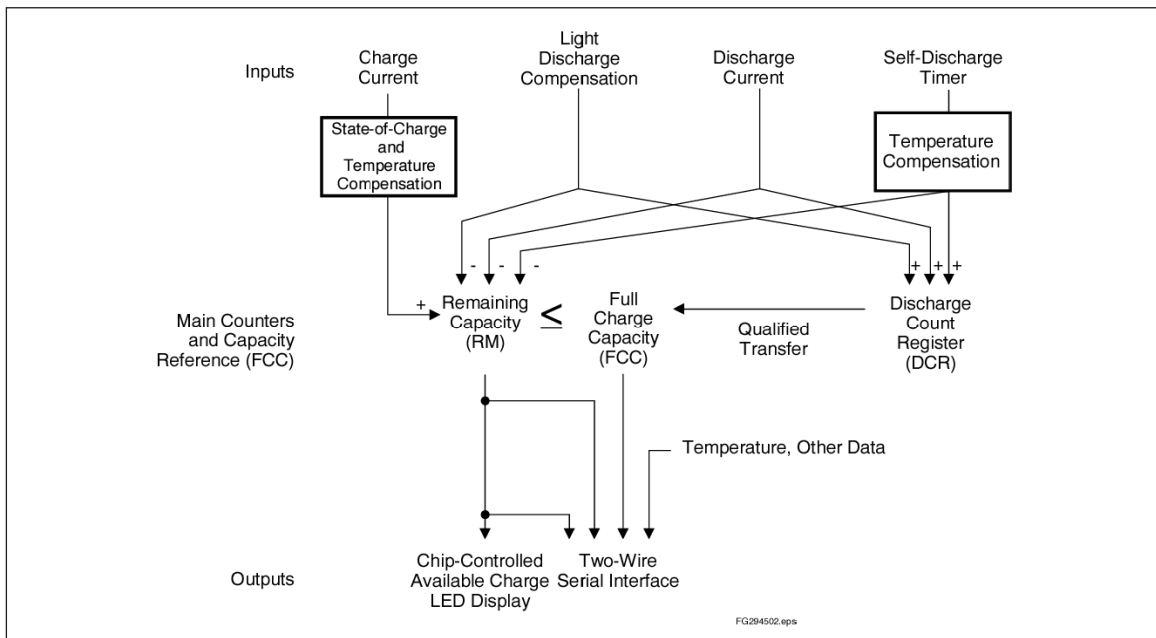 Inputs
Charge
Current
Light
Discharge
Compensation
Discharge
Current
Self-Discharge
Timer
State-of-Charge
and
Temperature
Compensation
Temperature
Compensation
- - -
+ + +
Main Counters
and Capacity
Reference (FCC)
+
Remaining
Capacity
(RM)
≤
Full
Charge
Capacity
(FCC)
Qualified
Transfer
Discharge
Count
Register
(DCR)
Temperature, Other Data
Outputs
Chip-Controlled
Available Charge
LED Display
Two-Wire
Serial Interface
FG294502.eps